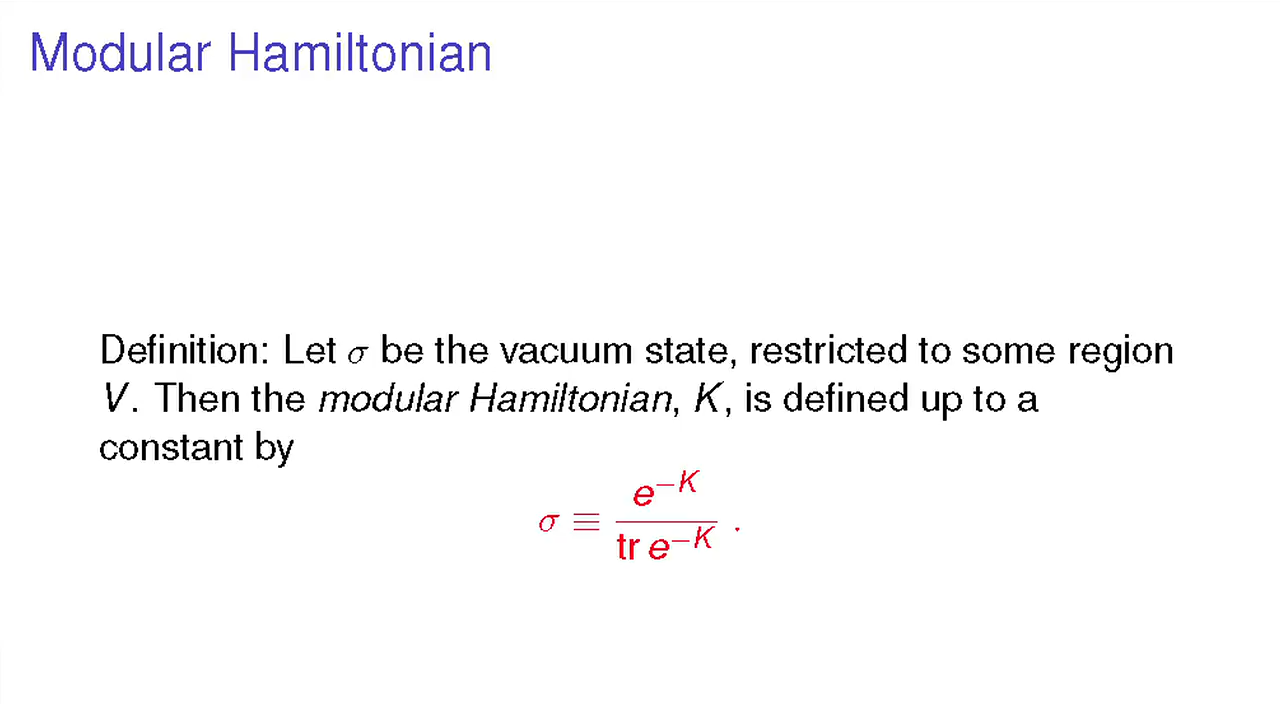 Modular Hamiltonian
Definition: Let σ be the vacuum state, restricted to some region
V. Then the modular Hamiltonian, K, is defined up to a
constant by
σ ≡ e^{−K} / tr e^{−K} .